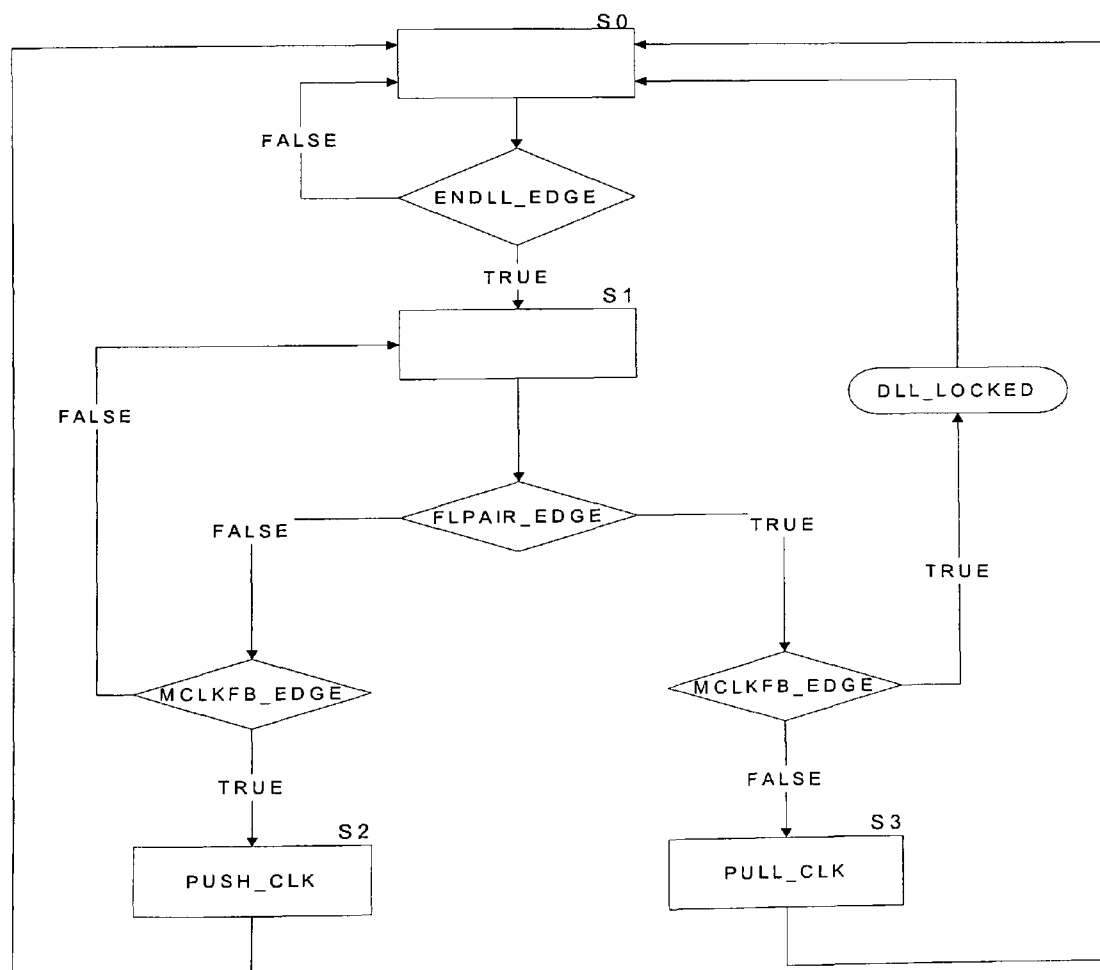 S0
FALSE
ENDLL_EDGE
TRUE
S1
FALSE
DLL_LOCKED
FALSE
FLPAIR_EDGE
TRUE
TRUE
MCLKFB_EDGE
MCLKFB_EDGE
TRUE
FALSE
S2
S3
PUSH_CLK
PULL_CLK